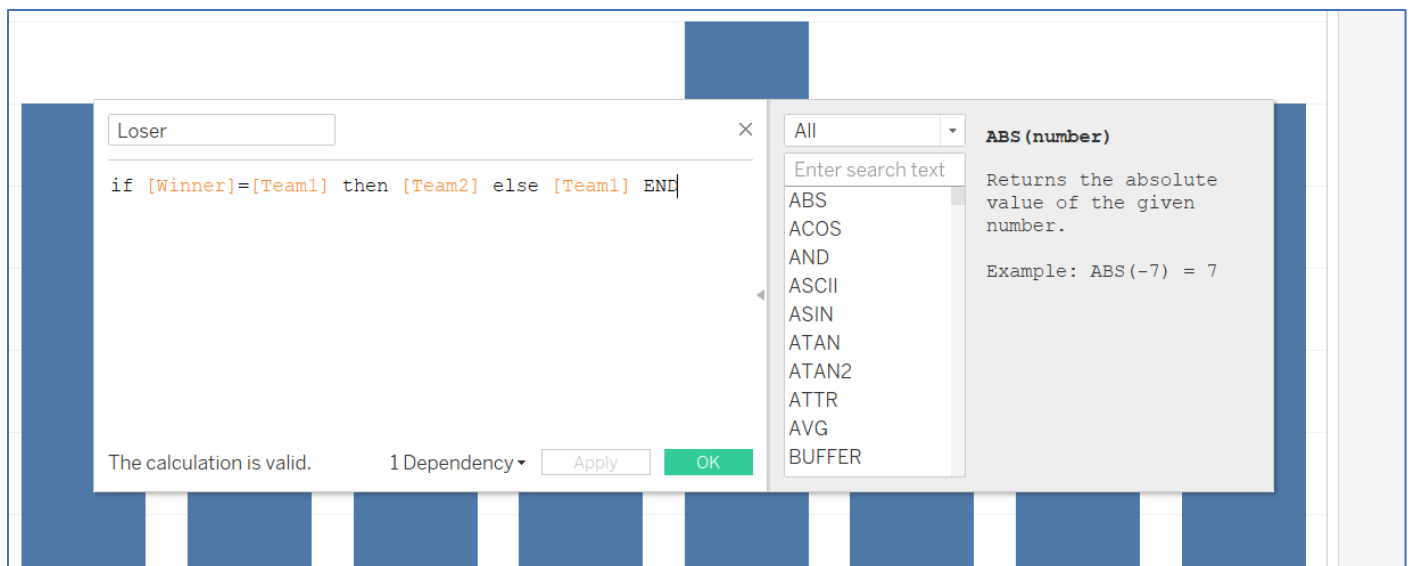 Loser
if [Winner]=[Team1] then [Team2] else [Team1] END
The calculation is valid.
1 Dependency
Apply
OK
All
Enter search text
ABS
ACOS
AND
ASCII
ASIN
ATAN
ATAN2
ATTR
AVG
BUFFER
ABS(number)
Returns the absolute
value of the given
number.
Example: ABS(-7) = 7